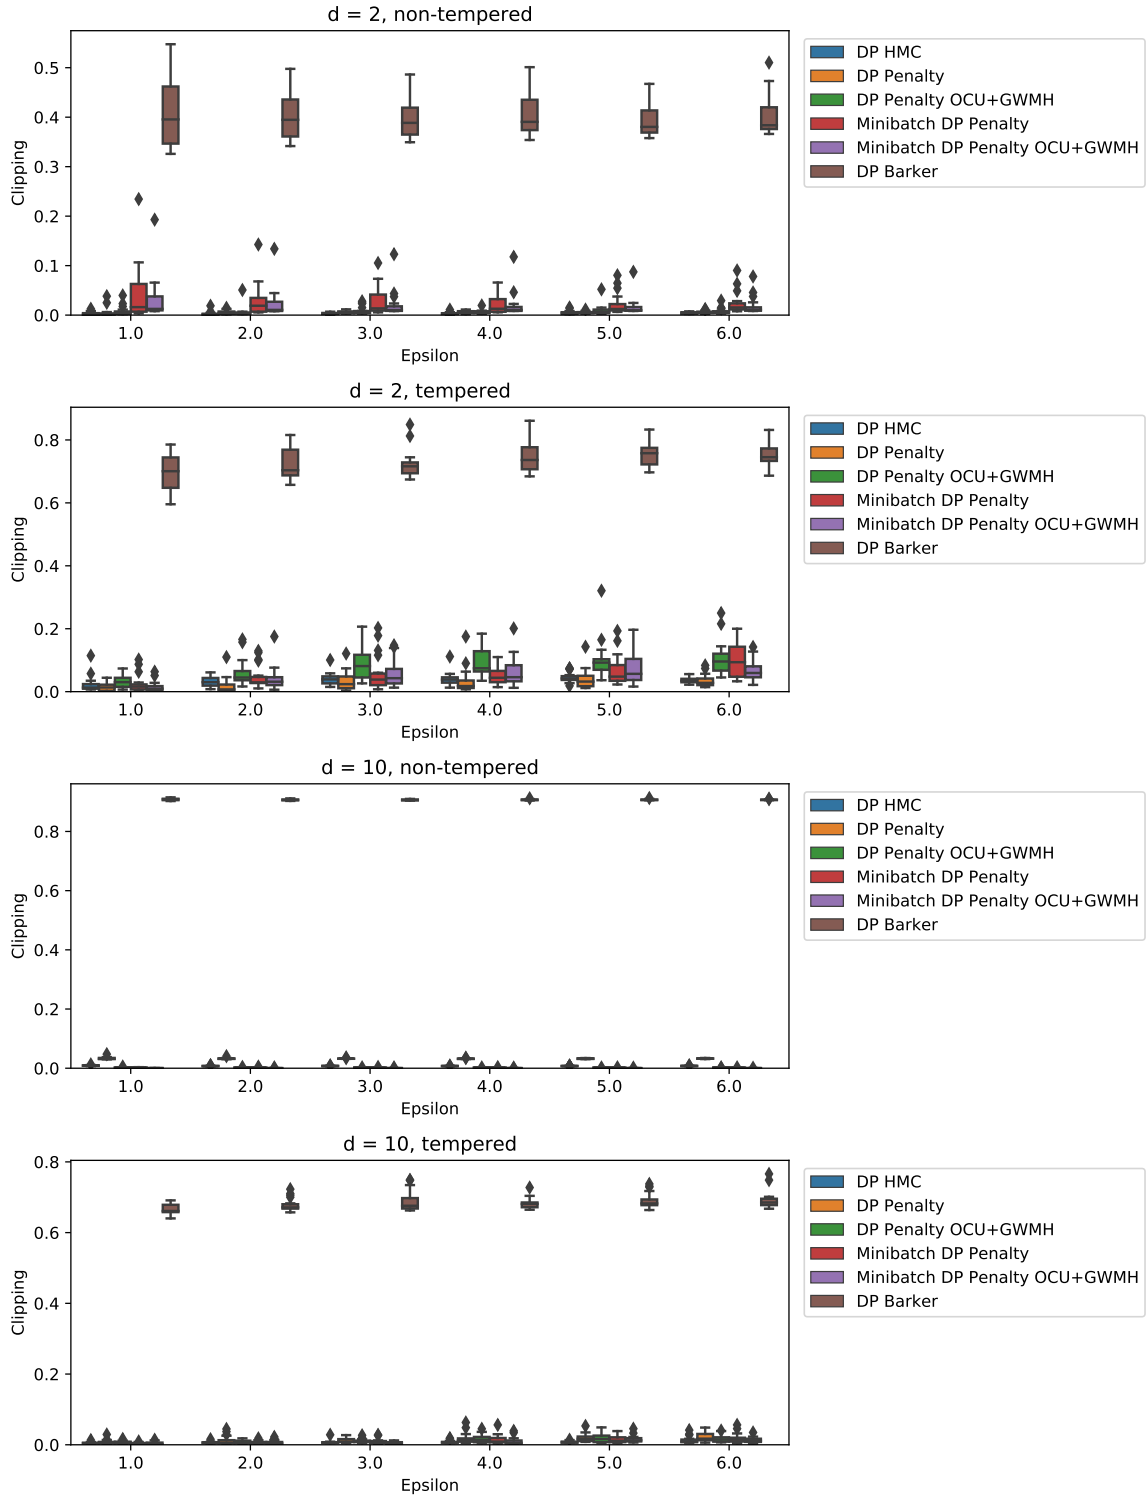 d = 2, non-tempered
0.5
0.4
0.3
0.2
0.1
0.0
Clipping
1.0 2.0 3.0 4.0 5.0 6.0
Epsilon
DP HMC
DP Penalty
DP Penalty OCU+GWMH
Minibatch DP Penalty
Minibatch DP Penalty OCU+GWMH
DP Barker
d = 2, tempered
0.8
0.6
0.4
0.2
0.0
Clipping
1.0 2.0 3.0 4.0 5.0 6.0
Epsilon
DP HMC
DP Penalty
DP Penalty OCU+GWMH
Minibatch DP Penalty
Minibatch DP Penalty OCU+GWMH
DP Barker
d = 10, non-tempered
0.8
0.6
0.4
0.2
0.0
Clipping
1.0 2.0 3.0 4.0 5.0 6.0
Epsilon
DP HMC
DP Penalty
DP Penalty OCU+GWMH
Minibatch DP Penalty
Minibatch DP Penalty OCU+GWMH
DP Barker
d = 10, tempered
0.8
0.6
0.4
0.2
0.0
Clipping
1.0 2.0 3.0 4.0 5.0 6.0
Epsilon
DP HMC
DP Penalty
DP Penalty OCU+GWMH
Minibatch DP Penalty
Minibatch DP Penalty OCU+GWMH
DP Barker